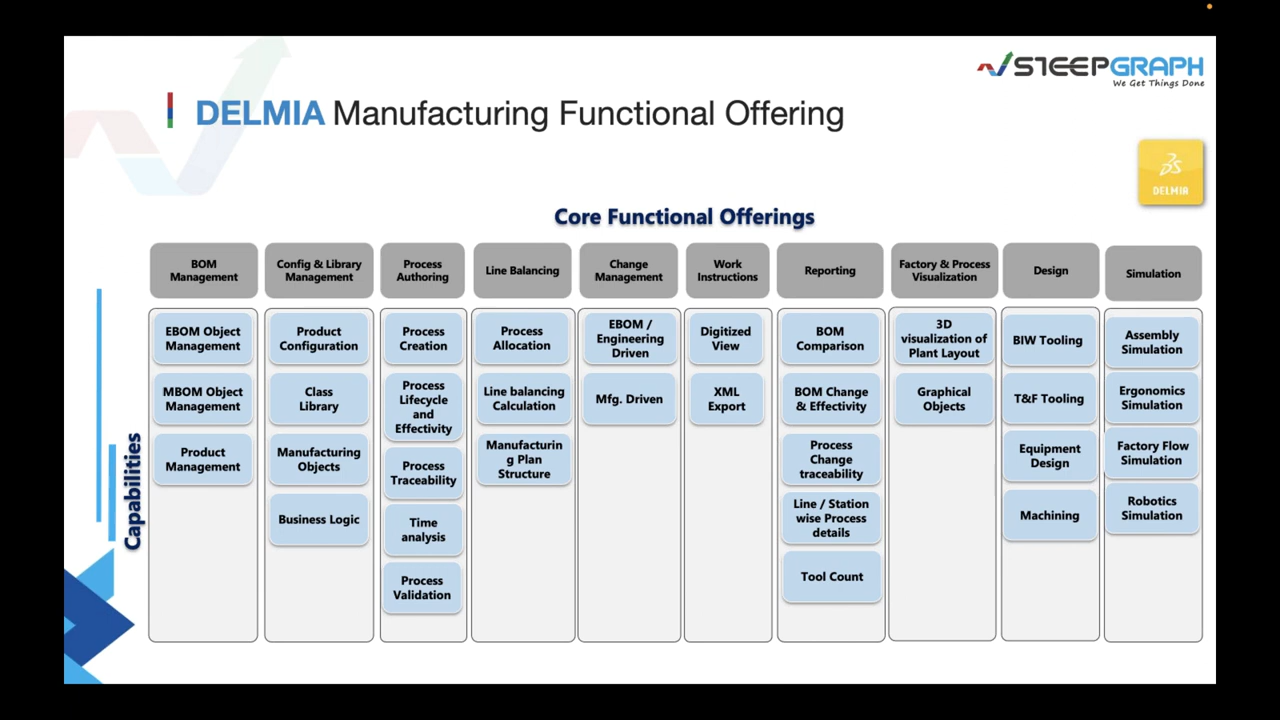 STEEPGRAPH
We Get Things Done
DELMIA Manufacturing Functional Offering
DELMIA
Core Functional Offerings
Capabilities
BOM
Management
EBOM Object
Management
MBOM Object
Management
Product
Management
Config & Library
Management
Product
Configuration
Class
Library
Manufacturing
Objects
Business Logic
Process
Authoring
Process
Creation
Process
Lifecycle
and
Effectivity
Process
Traceability
Time
analysis
Process
Validation
Line Balancing
Process
Allocation
Line balancing
Calculation
Manufacturin
g Plan
Structure
Change
Management
EBOM /
Engineering
Driven
Mfg. Driven
Work
Instructions
Digitized
View
XML
Export
Reporting
BOM
Comparison
BOM Change
& Effectivity
Process
Change
traceability
Line / Station
wise Process
details
Tool Count
Factory & Process
Visualization
3D
visualization of
Plant Layout
Graphical
Objects
Design
BIW Tooling
T&F Tooling
Equipment
Design
Machining
Simulation
Assembly
Simulation
Ergonomics
Simulation
Factory Flow
Simulation
Robotics
Simulation